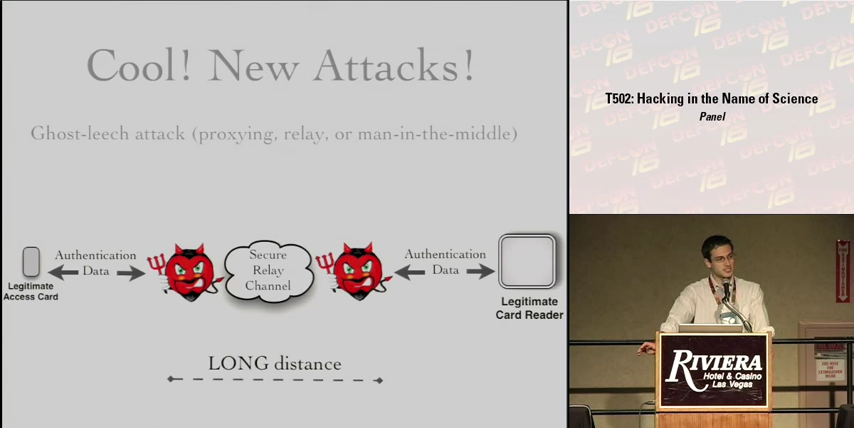 Cool! New Attacks!
Ghost-leech attack (proxying, relay, or man-in-the-middle)
Authentication
Data
Legitimate
Access Card
Secure
Relay
Channel
Authentication
Data
Legitimate
Card Reader
LONG distance
DEFCON
16
T502: Hacking in the Name of Science
Panel
RIVIERA
Hotel & Casino
Las Vegas